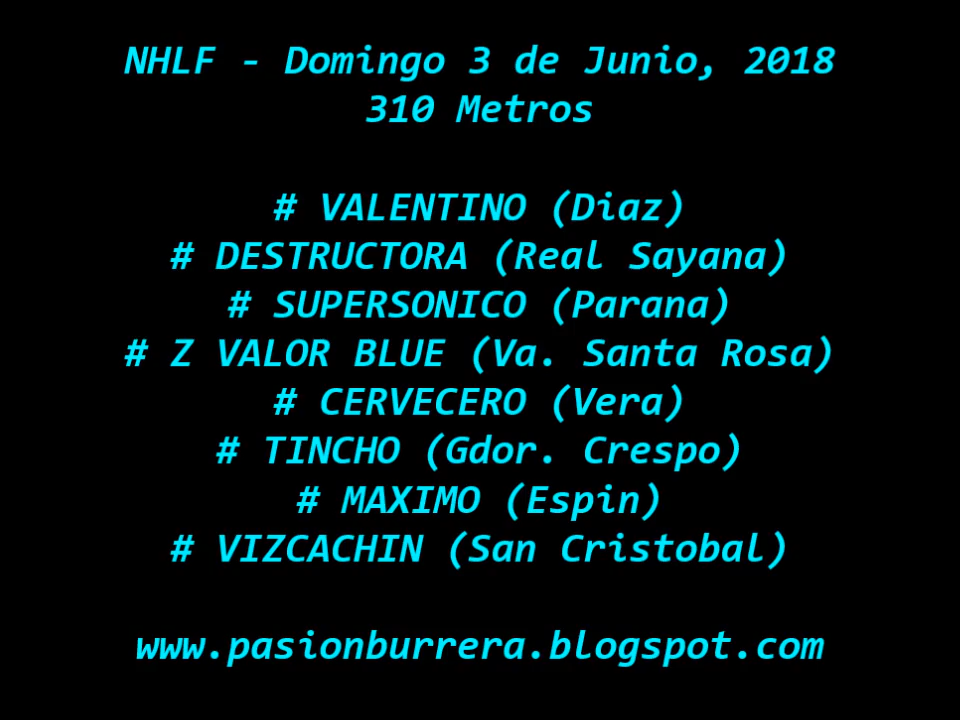 NHLF - Domingo 3 de Junio, 2018
310 Metros
# VALENTINO (Diaz)
# DESTRUCTORA (Real Sayana)
# SUPERSONICO (Parana)
# Z VALOR BLUE (Va. Santa Rosa)
# CERVECERO (Vera)
# TINCHO (Gdor. Crespo)
# MAXIMO (Espin)
# VIZCACHIN (San Cristobal)
www.pasionburrera.blogspot.com